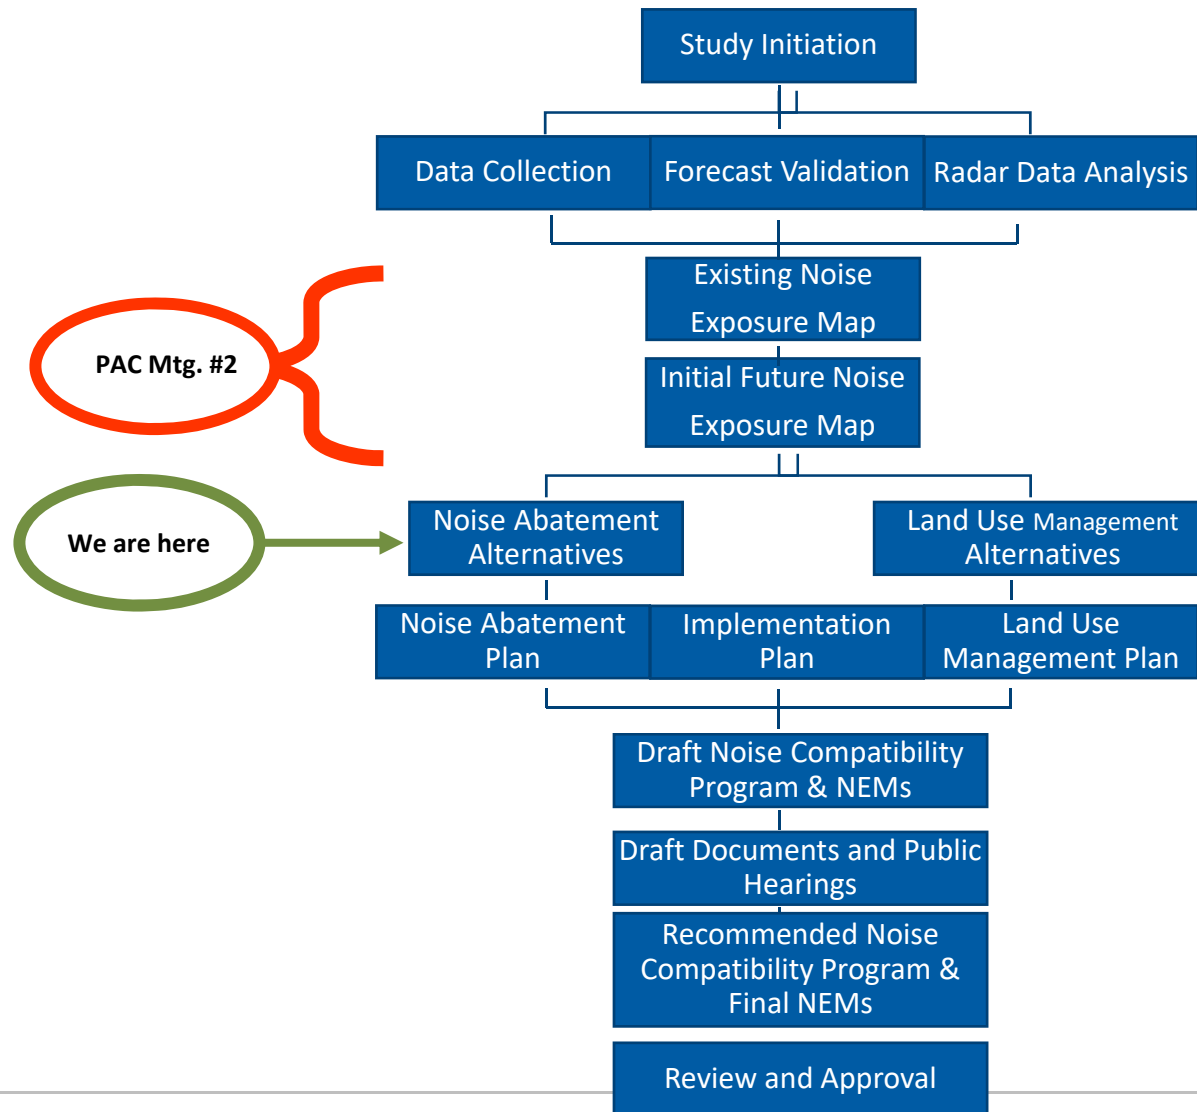 Study Initiation
Data Collection
Forecast Validation
Radar Data Analysis
Existing Noise
Exposure Map
PAC Mtg. #2
Initial Future Noise
Exposure Map
We are here
Noise Abatement
Alternatives
Land Use Management
Alternatives
Noise Abatement
Plan
Implementation
Plan
Land Use
Management Plan
Draft Noise Compatibility
Program & NEMs
Draft Documents and Public
Hearings
Recommended Noise
Compatibility Program &
Final NEMs
Review and Approval